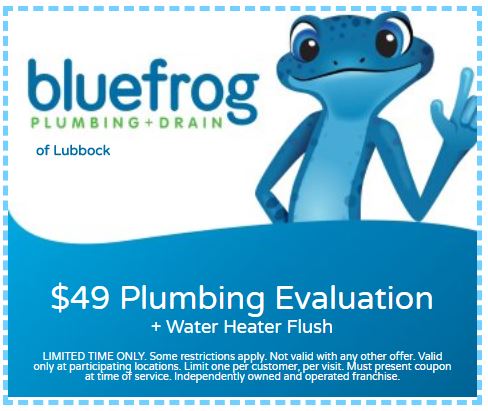 bluefrog
PLUMBING+DRAIN
of Lubbock
$49 Plumbing Evaluation
+ Water Heater Flush
LIMITED TIME ONLY. Some restrictions apply. Not valid with any other offer. Valid
only at participating locations. Limit one per customer, per visit. Must present coupon
at time of service. Independently owned and operated franchise.